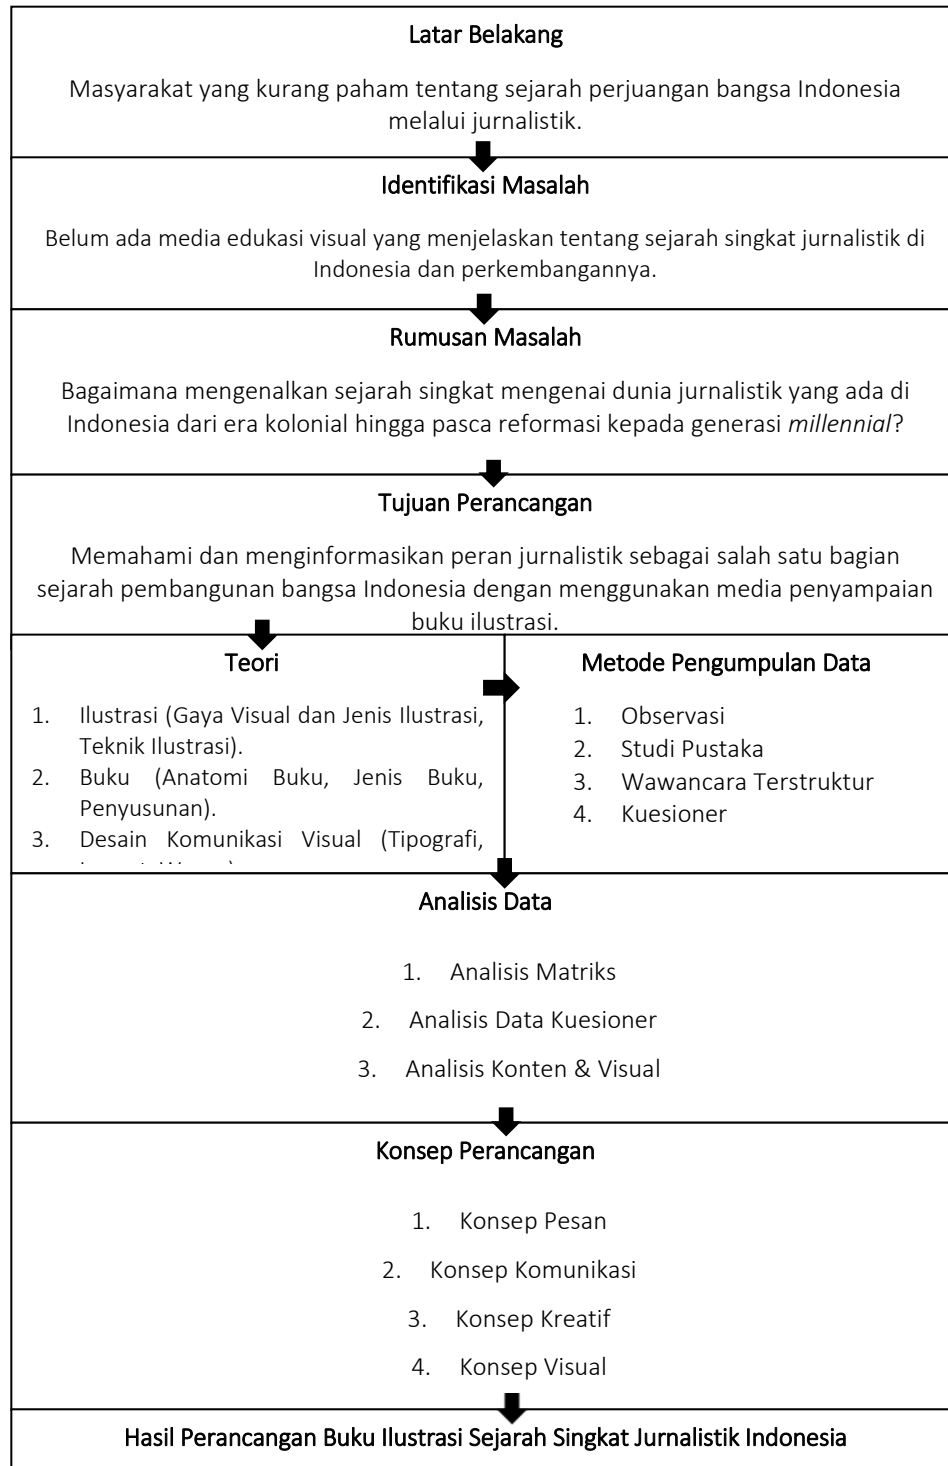 Latar Belakang
Masyarakat yang kurang paham tentang sejarah perjuangan bangsa Indonesia
melalui jurnalistik.
Identifikasi Masalah
Belum ada media edukasi visual yang menjelaskan tentang sejarah singkat jurnalistik di
Indonesia dan perkembangannya.
Rumusan Masalah
Bagaimana mengenalkan sejarah singkat mengenai dunia jurnalistik yang ada di
Indonesia dari era kolonial hingga pasca reformasi kepada generasi millennial?
Tujuan Perancangan
Memahami dan menginformasikan peran jurnalistik sebagai salah satu bagian
sejarah pembangunan bangsa Indonesia dengan menggunakan media penyampaian
buku ilustrasi.
Teori
1. Ilustrasi (Gaya Visual dan Jenis Ilustrasi,
Teknik Ilustrasi).
2. Buku (Anatomi Buku, Jenis Buku,
Penyusunan).
3. Desain Komunikasi Visual (Tipografi,
Metode Pengumpulan Data
1. Observasi
2. Studi Pustaka
3. Wawancara Terstruktur
4. Kuesioner
Analisis Data
1. Analisis Matriks
2. Analisis Data Kuesioner
3. Analisis Konten & Visual
Konsep Perancangan
1. Konsep Pesan
2. Konsep Komunikasi
3. Konsep Kreatif
4. Konsep Visual
Hasil Perancangan Buku Ilustrasi Sejarah Singkat Jurnalistik Indonesia